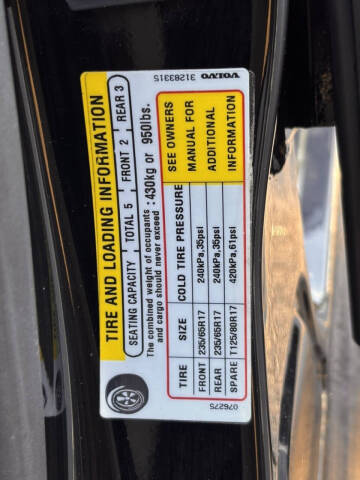 TIRE AND LOADING INFORMATION
SEATING CAPACITY | TOTAL 5 | FRONT 2 | REAR 3
The combined weight of occupants and cargo should never exceed : 430kg or 950lbs.
TIRE SIZE COLD TIRE PRESSURE
FRONT 235/65R17 240kPa,35psi
REAR 235/65R17 240kPa,35psi
SPARE T125/80R17 420kPa,61psi
SEE OWNERS
MANUAL FOR
ADDITIONAL
INFORMATION
076275
VOLVO 31283315